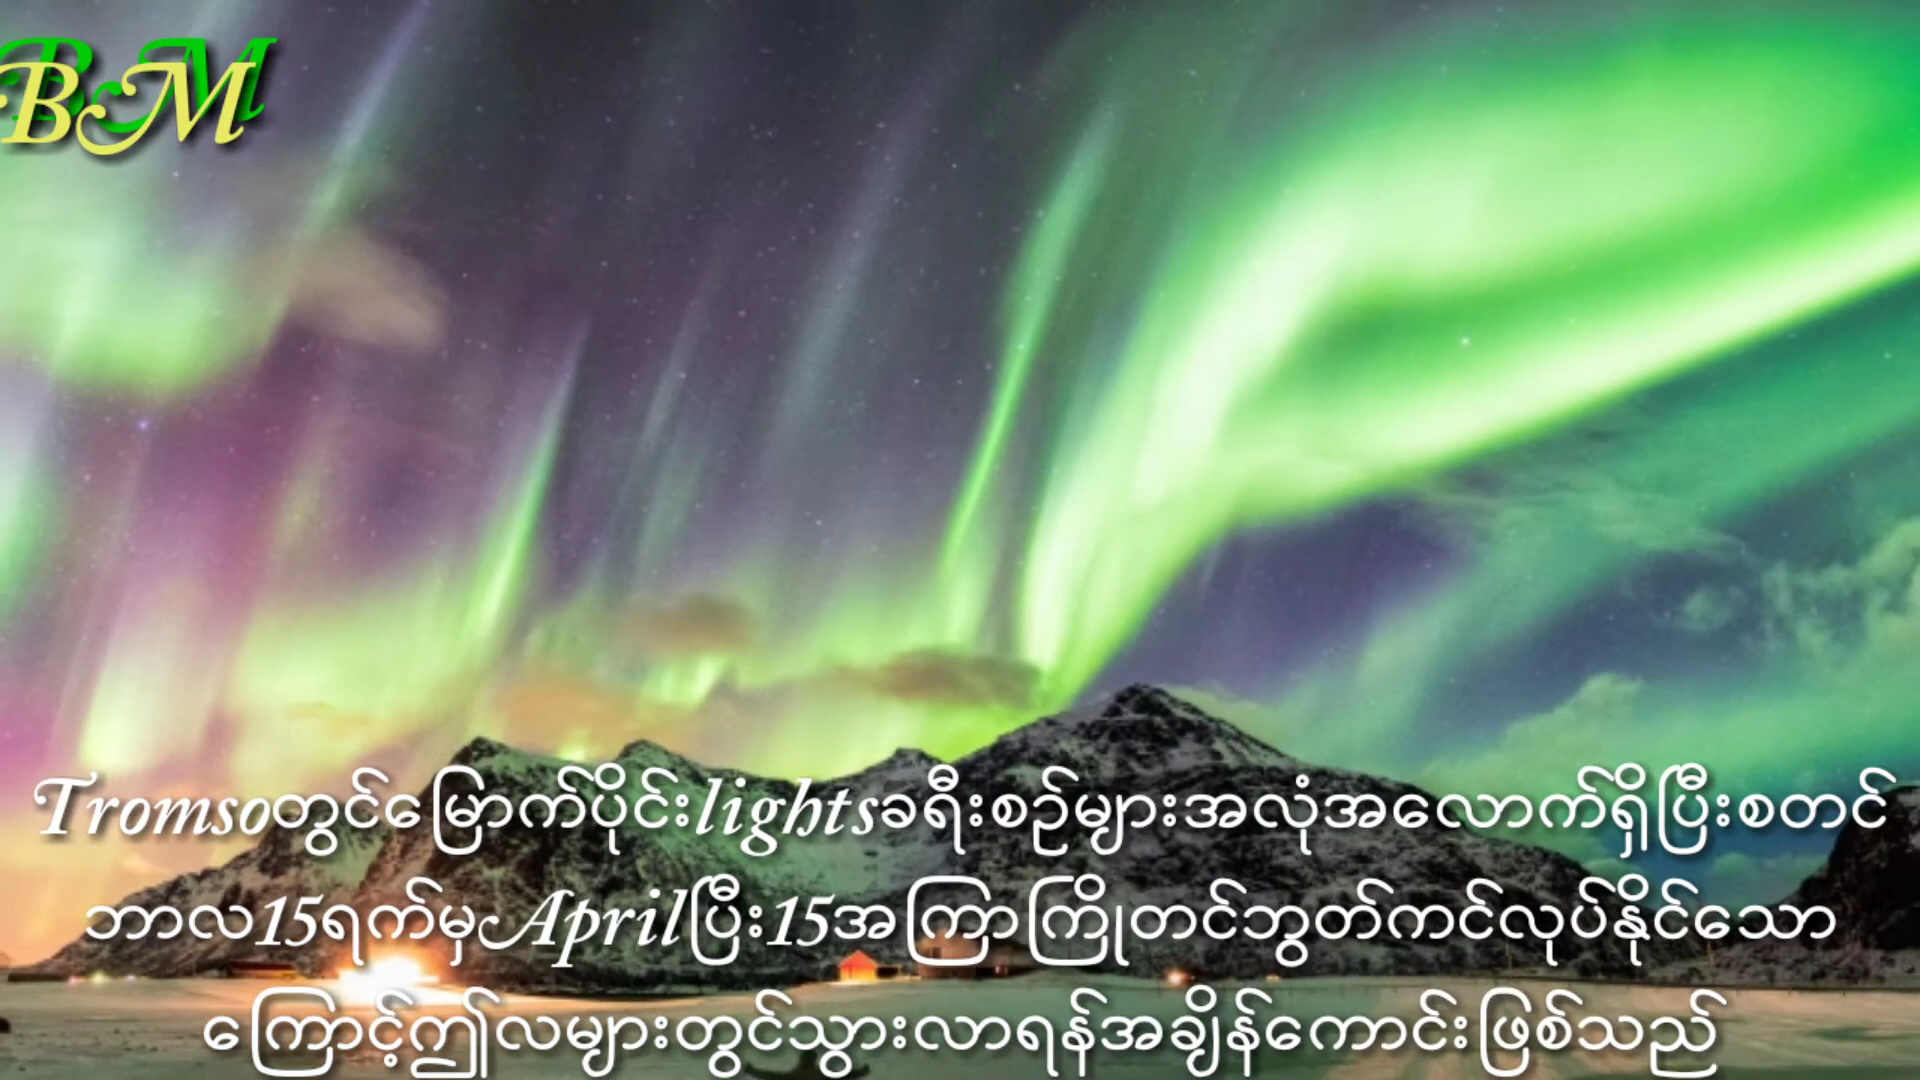 BM
Tromsoတွင်မြောက်ပိုင်းlightsခရီးစဉ်များအလုံအလောက်ရှိပြီးစတင်
ဘာလ15ရက်မှAprilပြီး15အကြာကြိုတင်ဘွတ်ကင်လုပ်နိုင်သော
ကြောင့်ဤလများတွင်သွားလာရန်အချိန်ကောင်းဖြစ်သည်